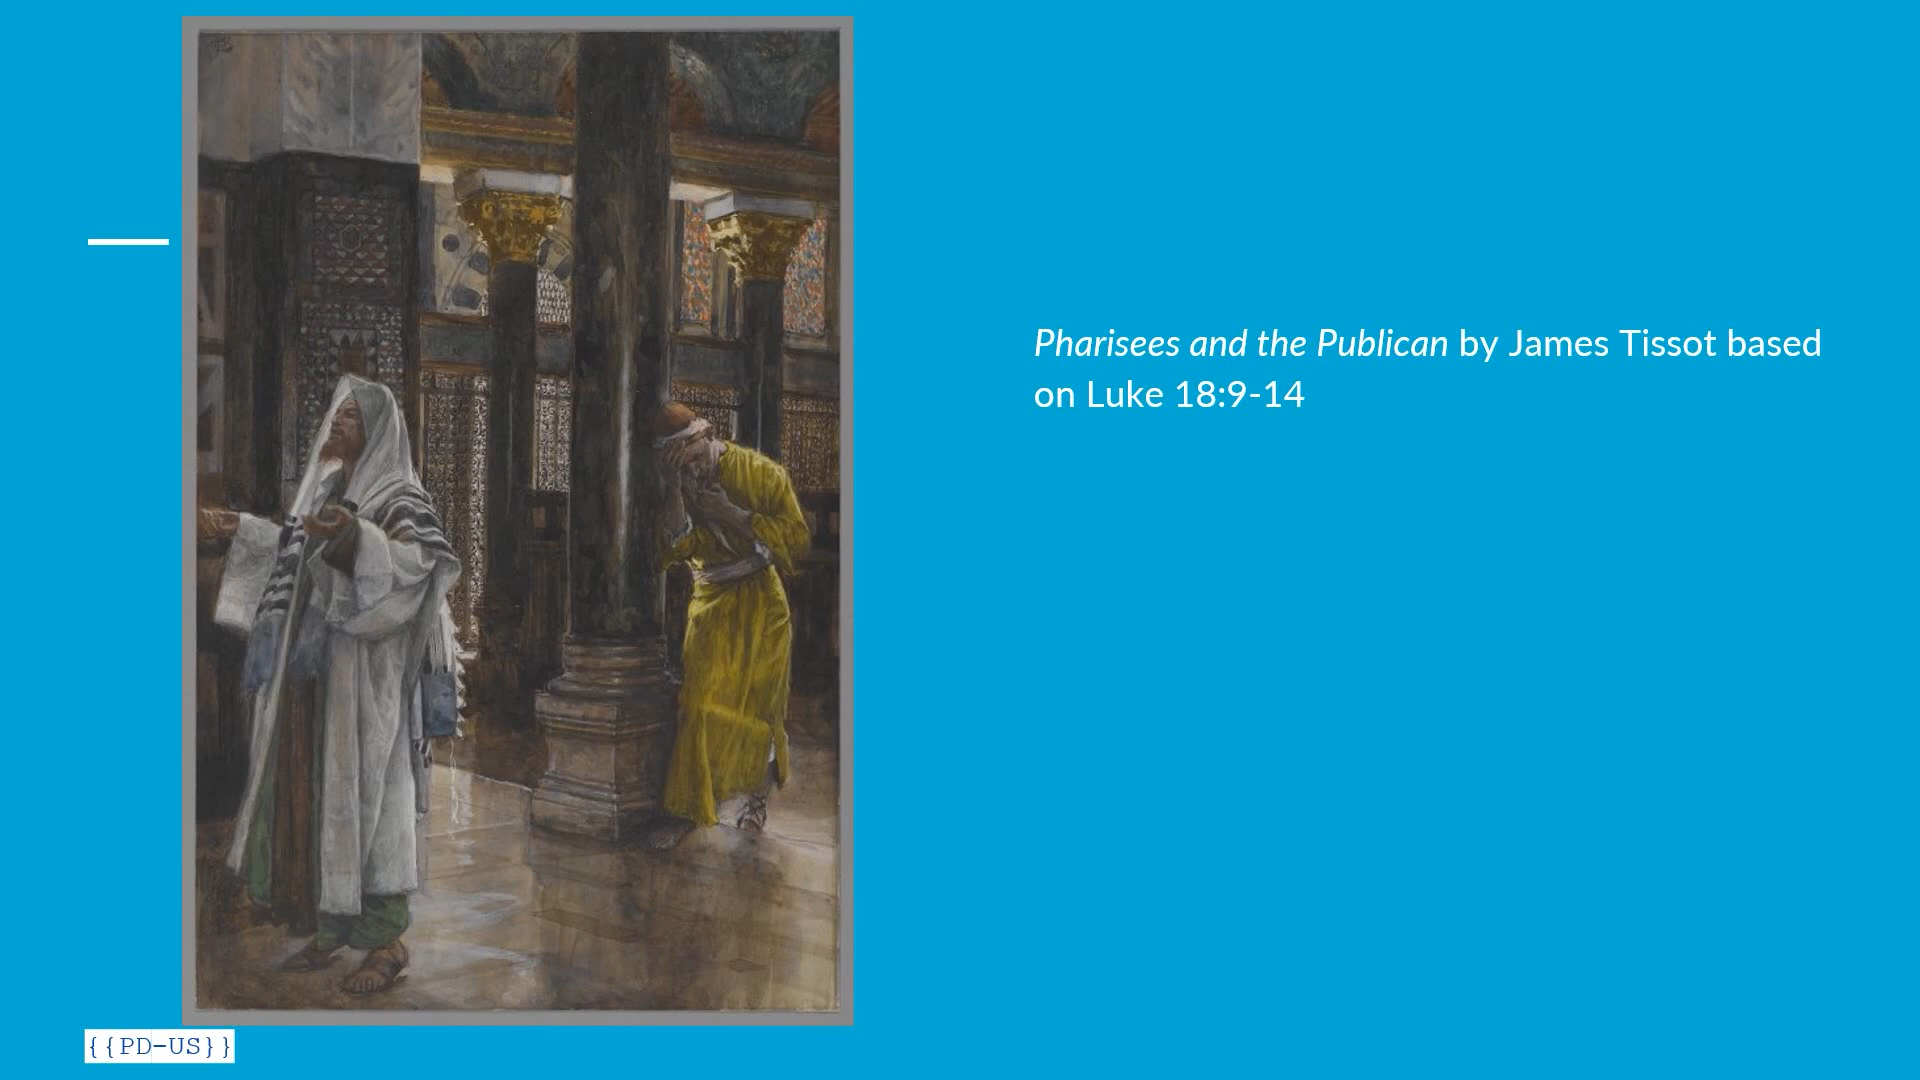 Pharisees and the Publican by James Tissot based
on Luke 18:9-14
{{PD-US}}